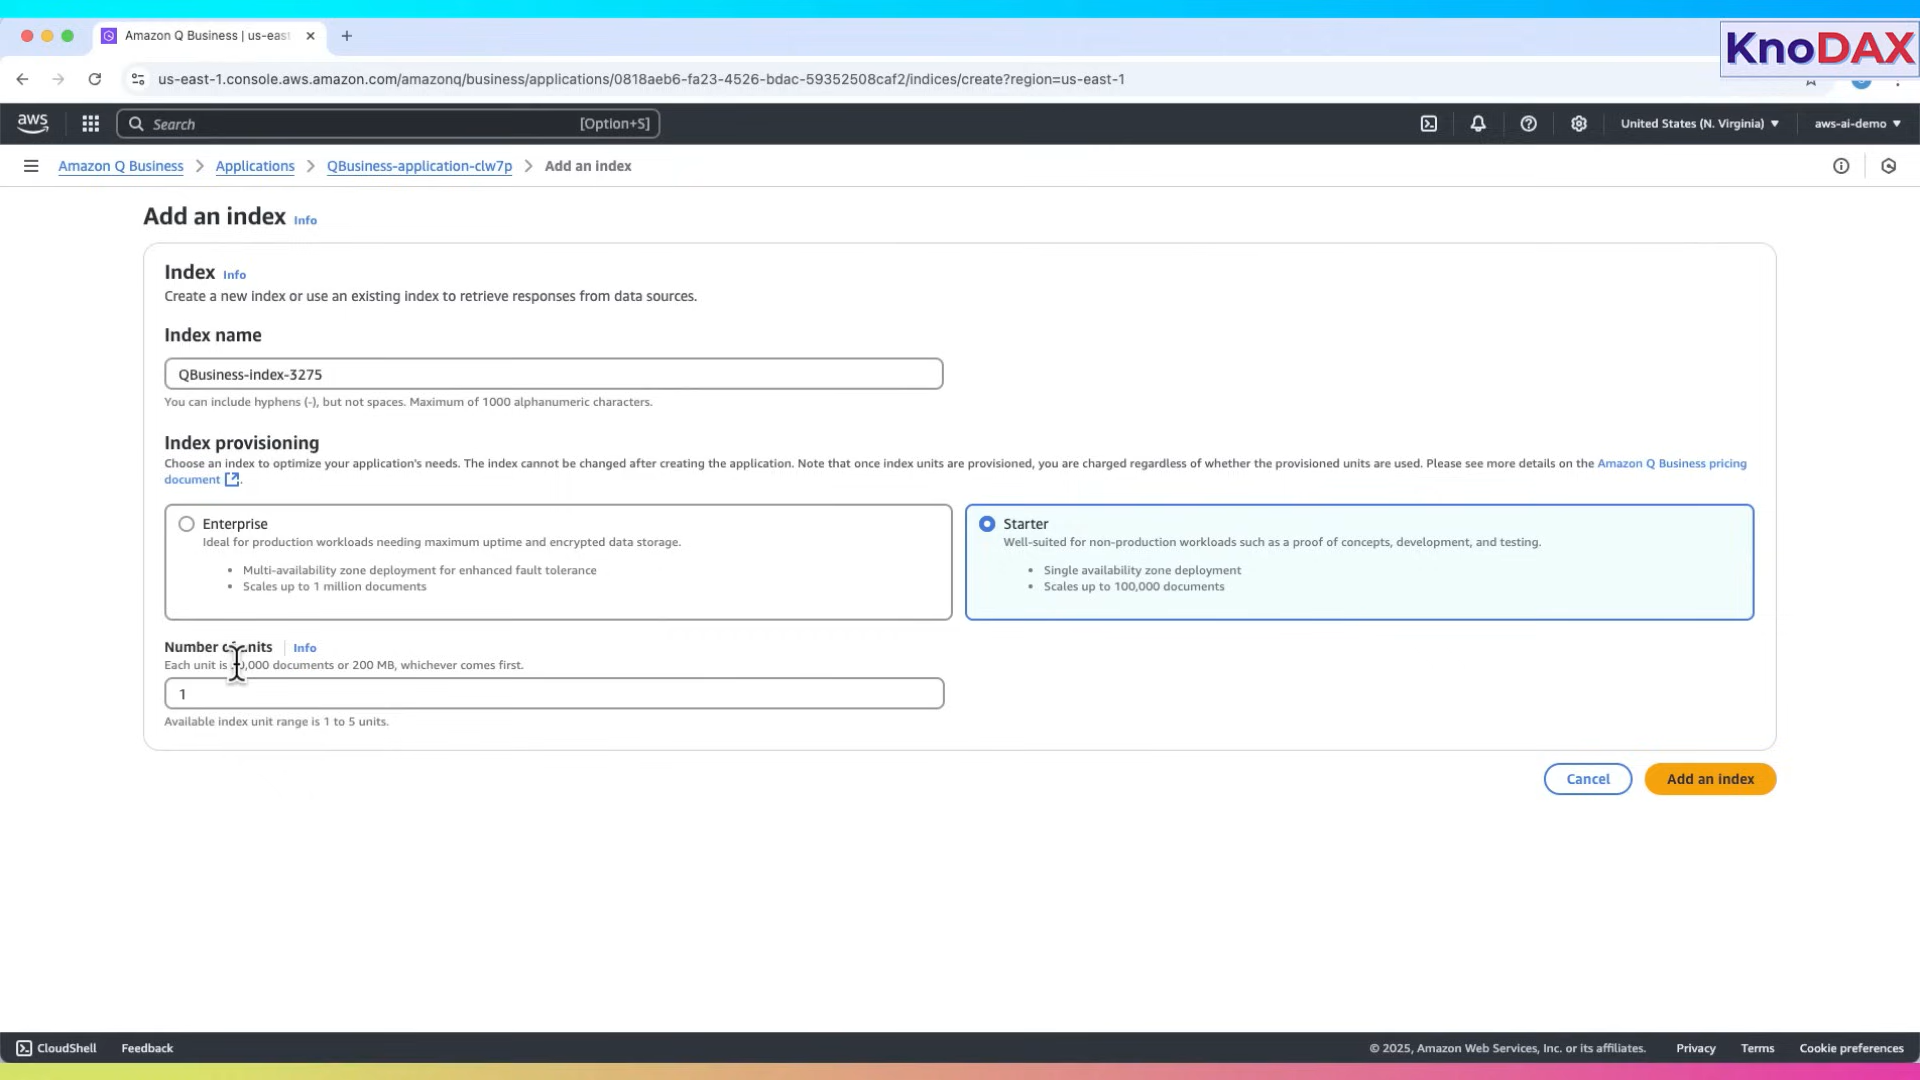 Amazon Q Business | us-east
KnoDAX
us-east-1.console.aws.amazon.com/amazonq/business/applications/0818aeb6-fa23-4526-bdac-59352508caf2/indices/create?region=us-east-1
aws
Search
[Option+S]
United States (N. Virginia)
aws-ai-demo
Amazon Q Business > Applications > QBusiness-application-clw7p > Add an index
Add an index Info
Index Info
Create a new index or use an existing index to retrieve responses from data sources.
Index name
QBusiness-index-3275
You can include hyphens (-), but not spaces. Maximum of 1000 alphanumeric characters.
Index provisioning
Choose an index to optimize your application's needs. The index cannot be changed after creating the application. Note that once index units are provisioned, you are charged regardless of whether the provisioned units are used. Please see more details on the Amazon Q Business pricing
document.
Enterprise
Ideal for production workloads needing maximum uptime and encrypted data storage.
• Multi-availability zone deployment for enhanced fault tolerance
• Scales up to 1 million documents
Starter
Well-suited for non-production workloads such as a proof of concepts, development, and testing.
• Single availability zone deployment
• Scales up to 100,000 documents
Number of units Info
Each unit is documents or 200 MB, whichever comes first.
1
Available index unit range is 1 to 5 units.
Cancel
Add an index
CloudShell
Feedback
© 2025, Amazon Web Services, Inc. or its affiliates.
Privacy
Terms
Cookie preferences